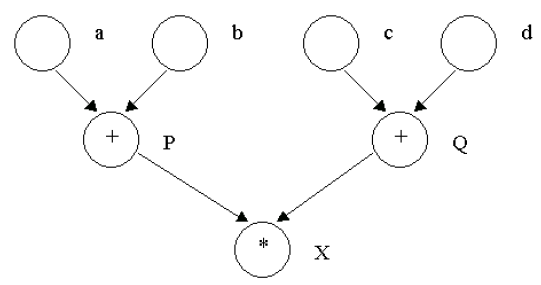 a b c d
+ P + Q
* X